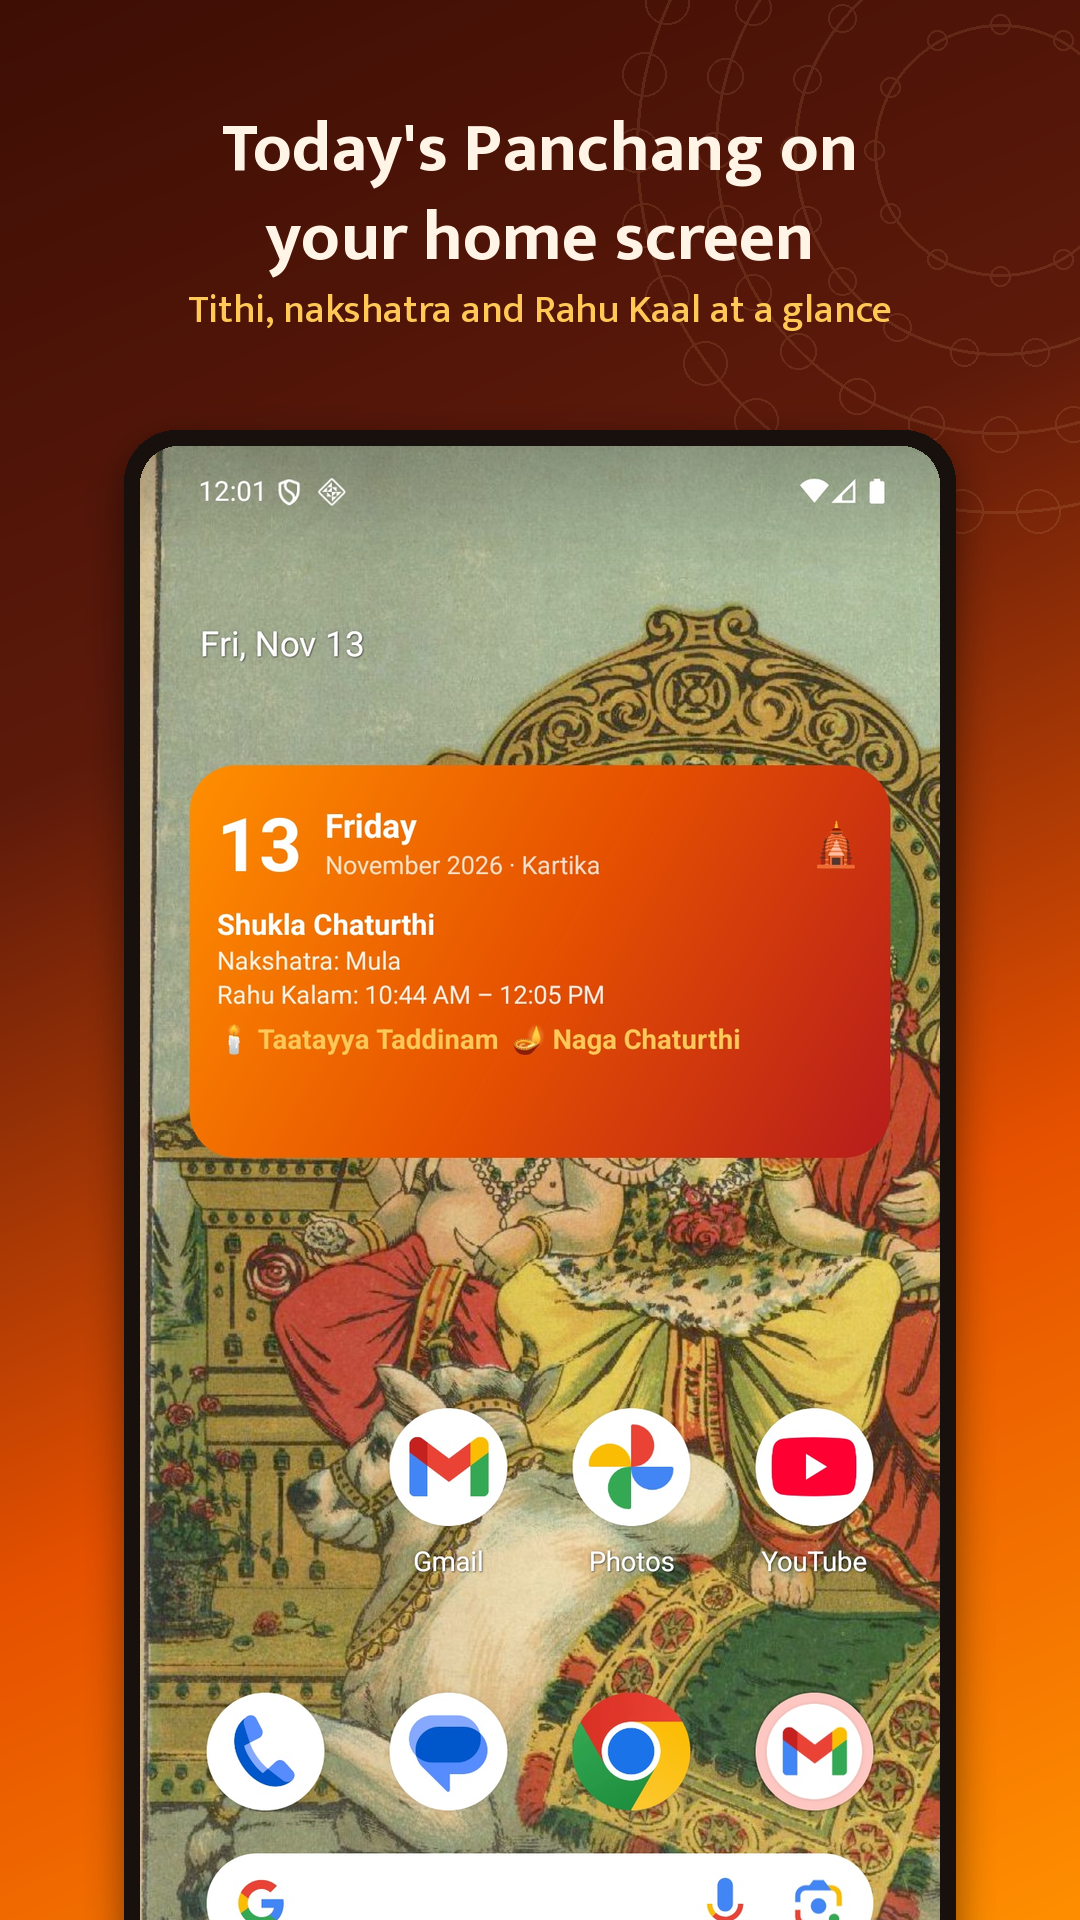 Today's Panchang on
your home screen
Tithi, nakshatra and Rahu Kaal at a glance
12:01
Fri, Nov 13
13
Friday
November 2026 · Kartika
Shukla Chaturthi
Nakshatra: Mula
Rahu Kalam: 10:44 AM – 12:05 PM
Taatayya Taddinam Naga Chaturthi
Gmail Photos YouTube